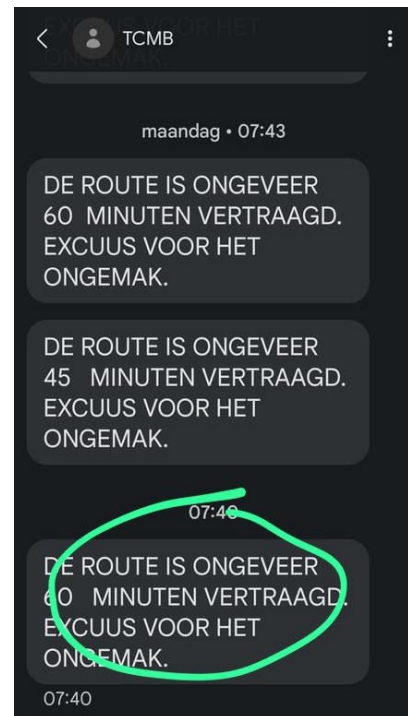 TCMB
maandag • 07:43
DE ROUTE IS ONGEVEER
60 MINUTEN VERTRAAGD.
EXCUUS VOOR HET
ONGEMAK.
DE ROUTE IS ONGEVEER
45 MINUTEN VERTRAAGD.
EXCUUS VOOR HET
ONGEMAK.
07:40
DE ROUTE IS ONGEVEER
60 MINUTEN VERTRAAGD.
EXCUUS VOOR HET
ONGEMAK.
07:40